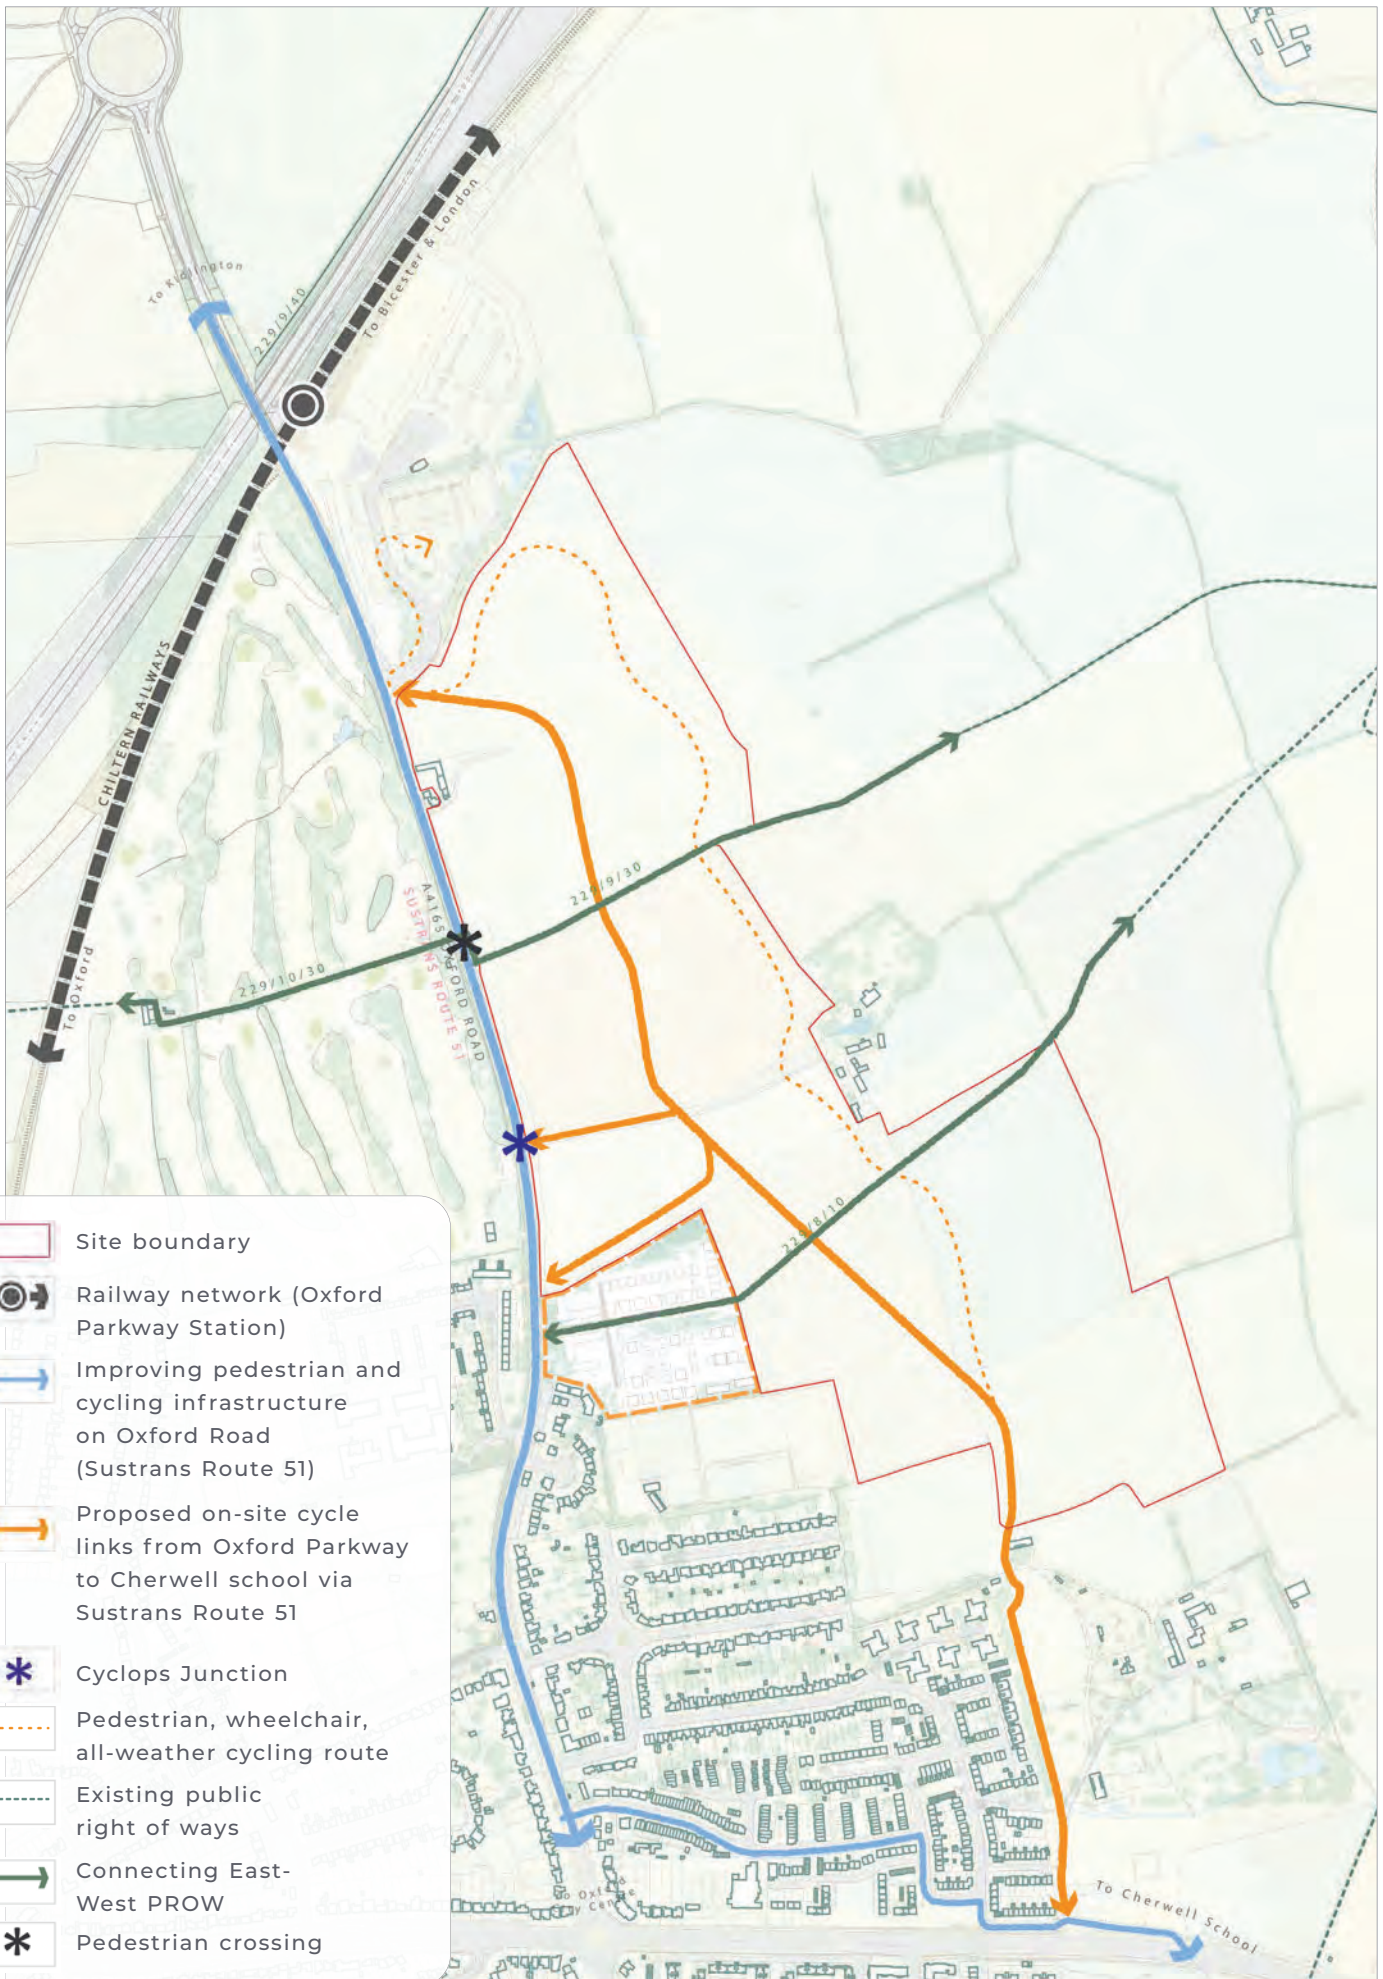 To Kidlington
229/9/40
To Bicester & London
CHILTERN RAILWAYS
To Oxford
229/10/30
229/9/30
A4165 OXFORD ROAD
SUSTRANS ROUTE 51
229/8/10
Site boundary
Railway network (Oxford
Parkway Station)
Improving pedestrian and
cycling infrastructure
on Oxford Road
(Sustrans Route 51)
Proposed on-site cycle
links from Oxford Parkway
to Cherwell school via
Sustrans Route 51
Cyclops Junction
Pedestrian, wheelchair,
all-weather cycling route
Existing public
right of ways
Connecting East-
West PROW
Pedestrian crossing
To Oxford
City Centre
To Cherwell School